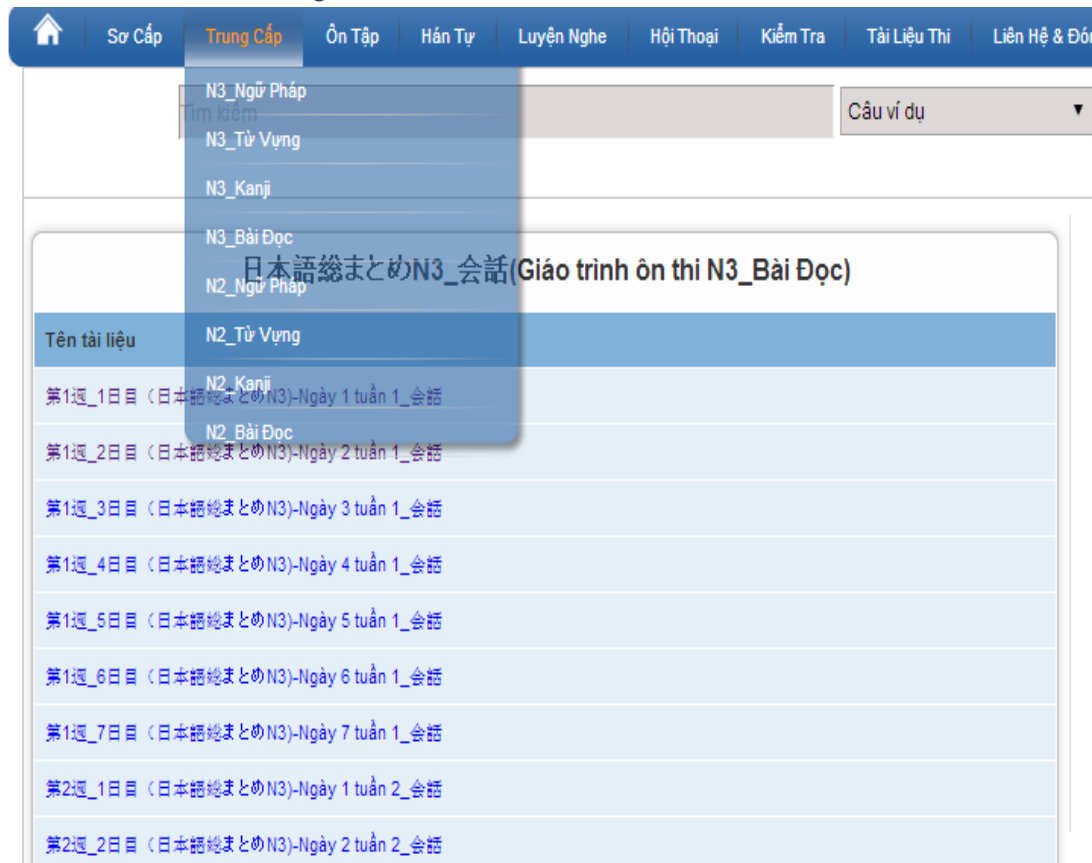 Sơ Cấp Trung Cấp Ôn Tập Hán Tự Luyện Nghe Hội Thoại Kiểm Tra Tài Liệu Thi Liên Hệ & Đón
N3_Ngữ Pháp
Tìm kiếm
Câu ví dụ
N3_Từ Vựng
N3_Kanji
N3_Bài Đọc
日本語総まとめN3_会話(Giáo trình ôn thi N3_Bài Đọc)
N2_Ngữ Pháp
Tên tài liệu
N2_Từ Vựng
N2_Kanji
第1週_1日目（日本語総まとめN3)-Ngày 1 tuần 1_会話
N2_Bài Đọc
第1週_2日目（日本語総まとめN3)-Ngày 2 tuần 1_会話
第1週_3日目（日本語総まとめN3)-Ngày 3 tuần 1_会話
第1週_4日目（日本語総まとめN3)-Ngày 4 tuần 1_会話
第1週_5日目（日本語総まとめN3)-Ngày 5 tuần 1_会話
第1週_6日目（日本語総まとめN3)-Ngày 6 tuần 1_会話
第1週_7日目（日本語総まとめN3)-Ngày 7 tuần 1_会話
第2週_1日目（日本語総まとめN3)-Ngày 1 tuần 2_会話
第2週_2日目（日本語総まとめN3)-Ngày 2 tuần 2_会話